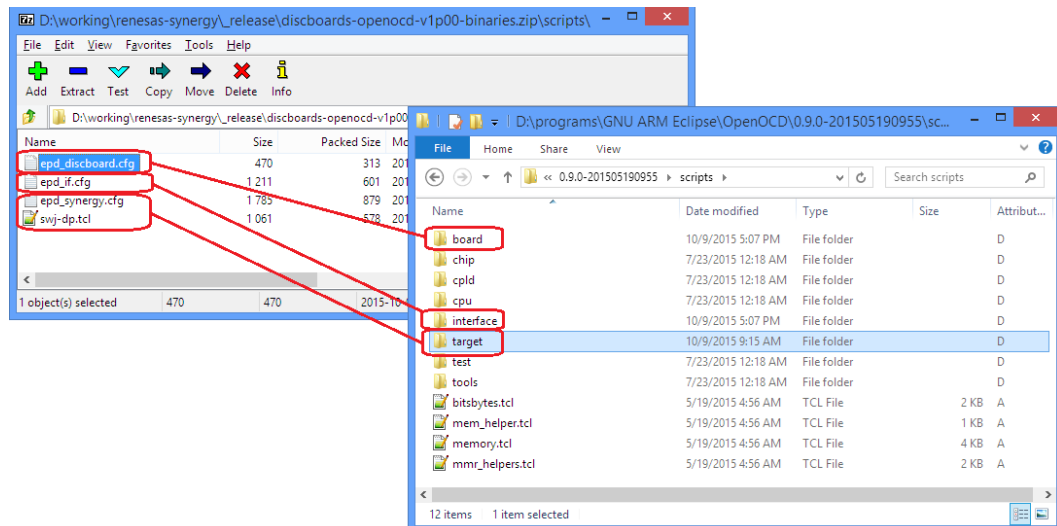 D:\working\renesas-synergy\_release\discboards-openocd-v1p00-binaries.zip\scripts\
File Edit View Favorites Tools Help
Add Extract Test Copy Move Delete Info
D:\working\renesas-synergy\_release\discboards-openocd-v1p00
Name Size Packed Size Mo
epd_discboard.cfg 470 313 201
epd_if.cfg 1 211 601 201
epd_synergy.cfg 1 785 879 201
swj-dp.tcl 1 061 578 201
1 object(s) selected 470 470 2015-10-
D:\programs\GNU ARM Eclipse\OpenOCD\0.9.0-201505190955\sc...
File Home Share View
« 0.9.0-201505190955 scripts Search scripts
Name Date modified Type Size Attribut...
board 10/9/2015 5:07 PM File folder D
chip 7/23/2015 12:18 AM File folder D
cpld 7/23/2015 12:18 AM File folder D
cpu 7/23/2015 12:18 AM File folder D
interface 10/9/2015 5:07 PM File folder D
target 10/9/2015 9:15 AM File folder D
test 7/23/2015 12:18 AM File folder D
tools 7/23/2015 12:18 AM File folder D
bitsbytes.tcl 5/19/2015 4:56 AM TCL File 2 KB A
mem_helper.tcl 5/19/2015 4:56 AM TCL File 1 KB A
memory.tcl 5/19/2015 4:56 AM TCL File 4 KB A
mmr_helpers.tcl 5/19/2015 4:56 AM TCL File 2 KB A
12 items 1 item selected